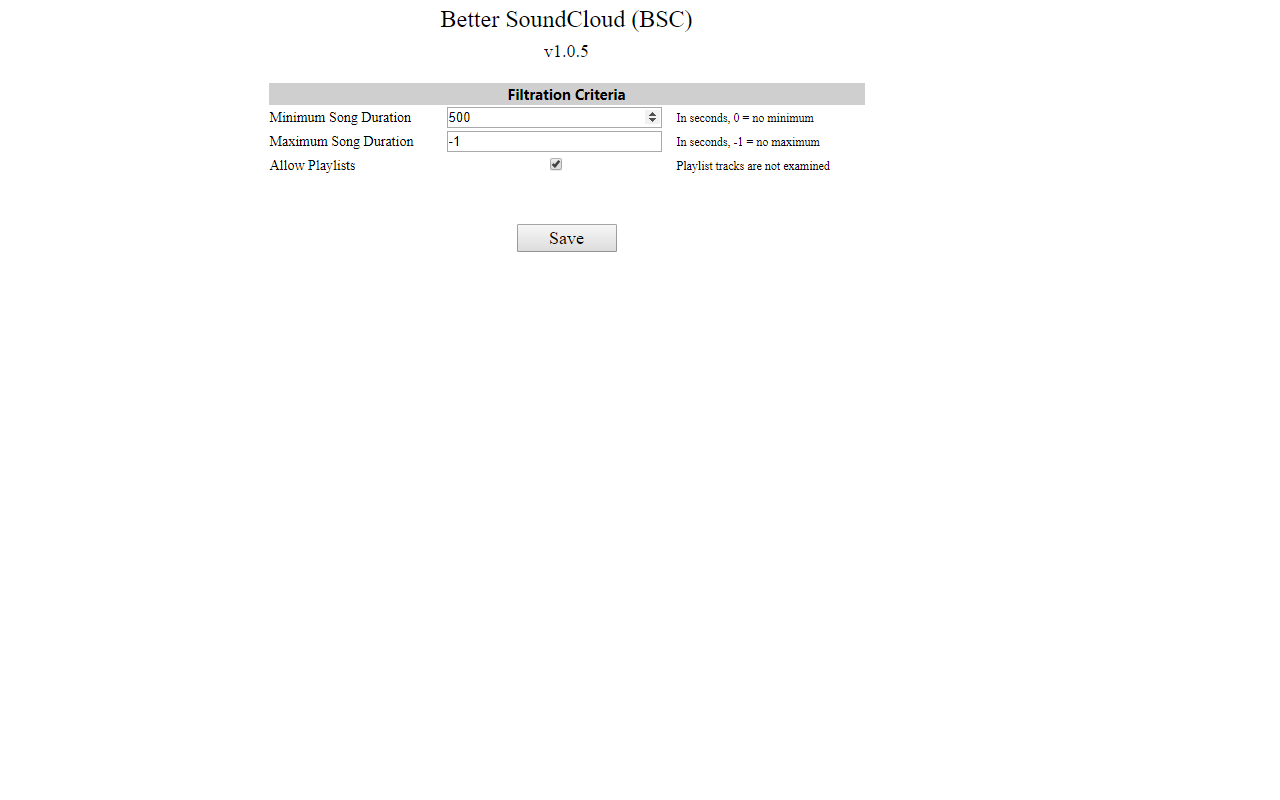 Better SoundCloud (BSC)
v1.0.5
Filtration Criteria
Minimum Song Duration 500 In seconds, 0 = no minimum
Maximum Song Duration -1 In seconds, -1 = no maximum
Allow Playlists Playlist tracks are not examined
Save